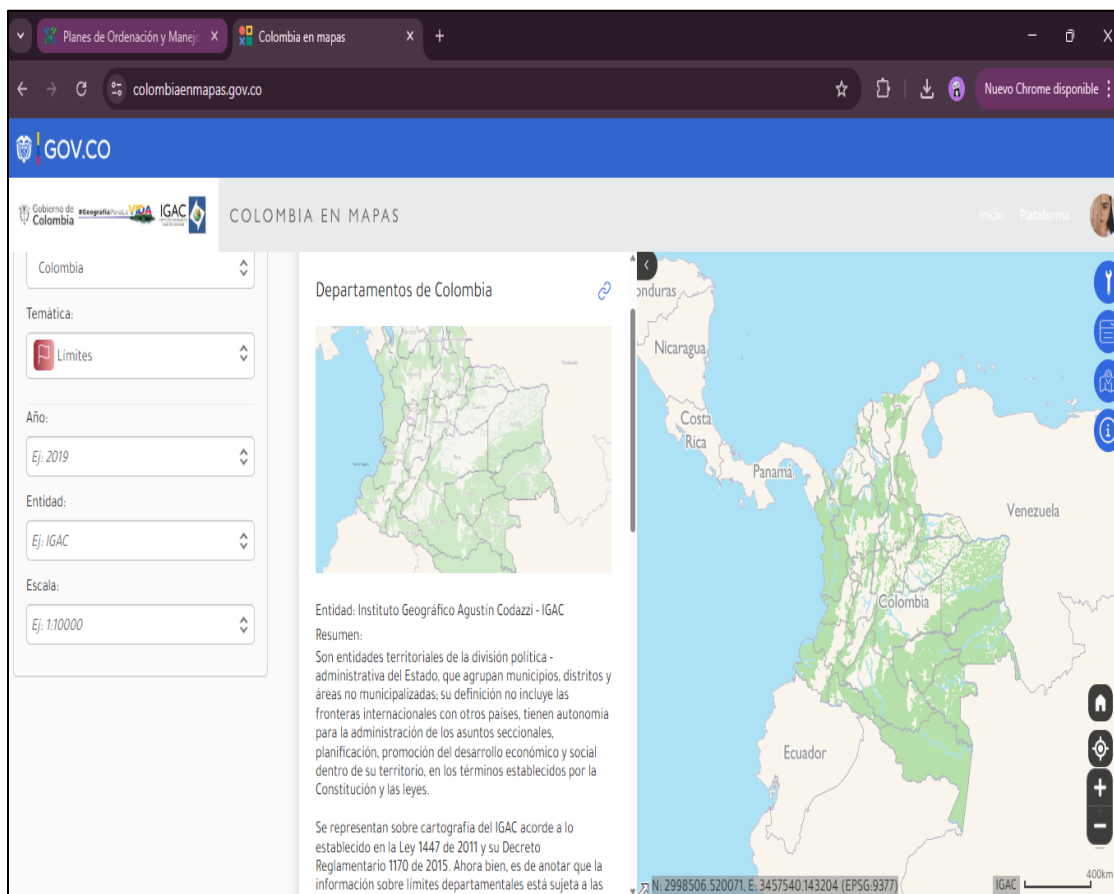 Planes de Ordenación y Manejo
Colombia en mapas
colombiaenmapas.gov.co
Nuevo Chrome disponible
GOV.CO
Gobierno de Colombia
#GeografíaParaLa VIDA
IGAC
COLOMBIA EN MAPAS
Inicio Plataforma
Colombia
Temática:
Límites
Año:
Ej: 2019
Entidad:
Ej: IGAC
Escala:
Ej: 1:10000
Departamentos de Colombia
Entidad: Instituto Geográfico Agustín Codazzi - IGAC
Resumen:
Son entidades territoriales de la división política -
administrativa del Estado, que agrupan municipios, distritos y
áreas no municipalizadas; su definición no incluye las
fronteras internacionales con otros países, tienen autonomía
para la administración de los asuntos seccionales,
planificación, promoción del desarrollo económico y social
dentro de su territorio, en los términos establecidos por la
Constitución y las leyes.
Se representan sobre cartografía del IGAC acorde a lo
establecido en la Ley 1447 de 2011 y su Decreto
Reglamentario 1170 de 2015. Ahora bien, es de anotar que la
información sobre límites departamentales está sujeta a las
onduras
Nicaragua
Costa
Rica
Panamá
Venezuela
Colombia
Ecuador
N: 2998506.520071, E: 3457540.143204 (EPSG:9377)
IGAC
400km